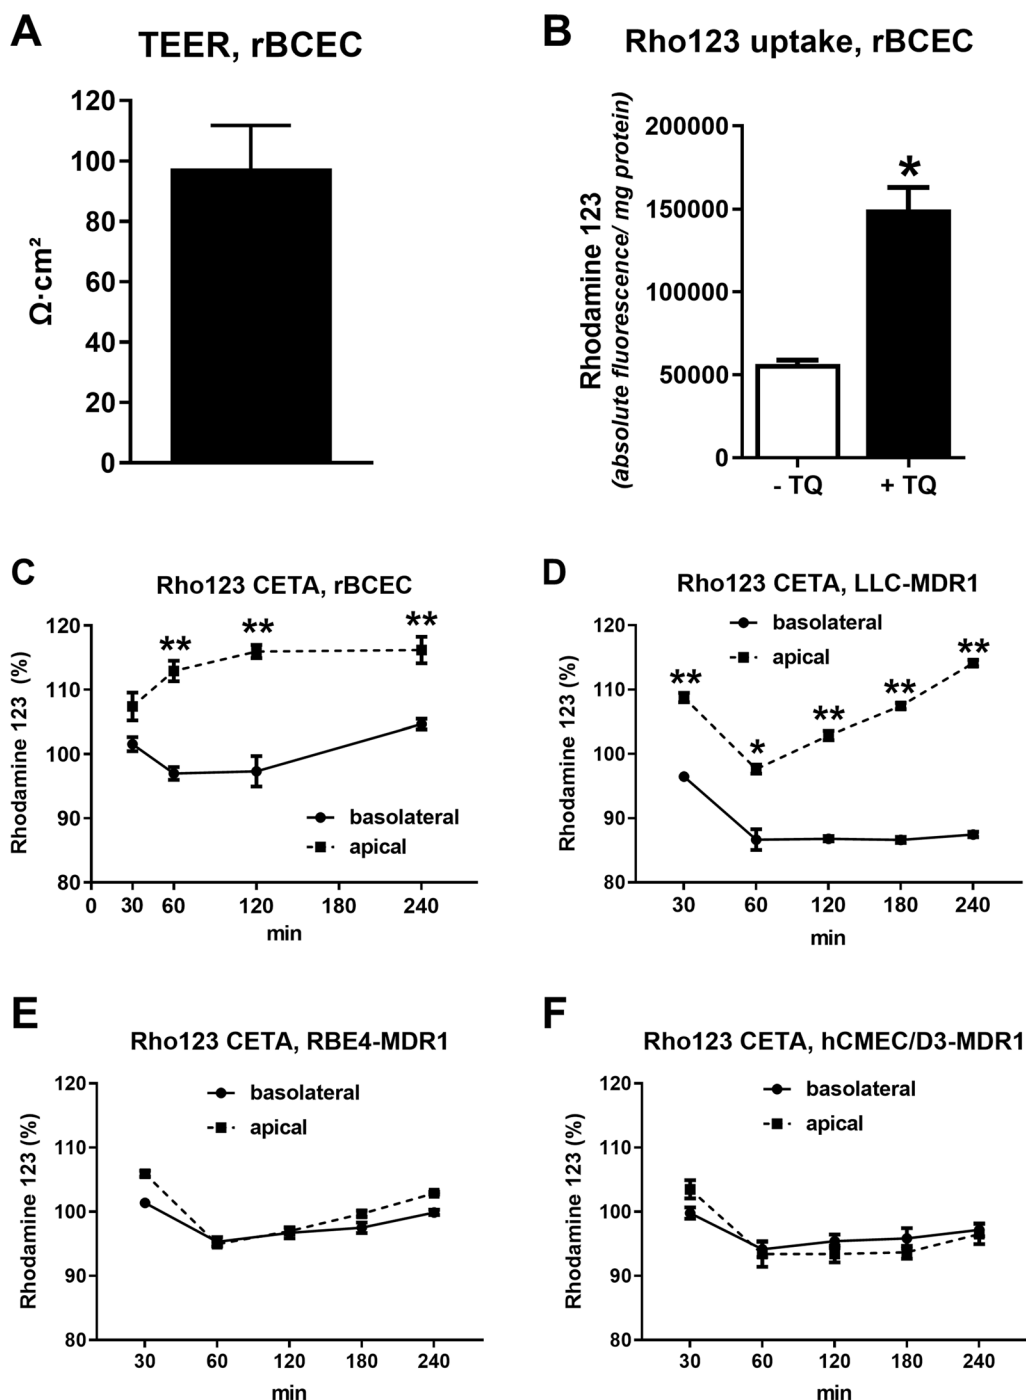 A
TEER, rBCEC
Ω·cm²
120
100
80
60
40
20
0
B
Rho123 uptake, rBCEC
Rhodamine 123
(absolute fluorescence/ mg protein)
200000
150000
100000
50000
0
*
- TQ
+ TQ
C
Rho123 CETA, rBCEC
Rhodamine 123 (%)
120
110
100
90
80
** ** **
basolateral
apical
0 30 60 120 180 240
min
D
Rho123 CETA, LLC-MDR1
Rhodamine 123 (%)
120
110
100
90
80
basolateral
apical
** * ** ** **
30 60 120 180 240
min
E
Rho123 CETA, RBE4-MDR1
Rhodamine 123 (%)
120
110
100
90
80
basolateral
apical
30 60 120 180 240
min
F
Rho123 CETA, hCMEC/D3-MDR1
Rhodamine 123 (%)
120
110
100
90
80
basolateral
apical
30 60 120 180 240
min